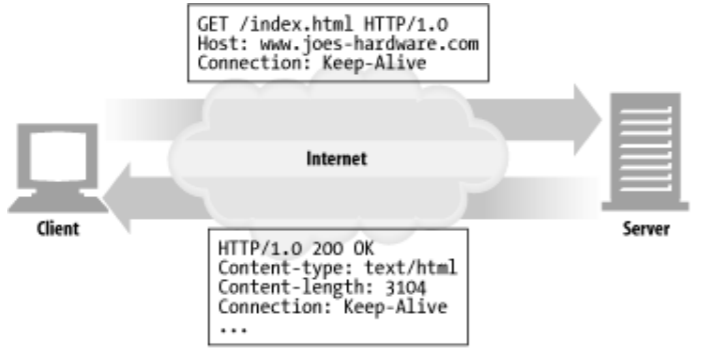 GET /index.html HTTP/1.0
Host: www.joes-hardware.com
Connection: Keep-Alive
Internet
Client
Server
HTTP/1.0 200 OK
Content-type: text/html
Content-length: 3104
Connection: Keep-Alive
...